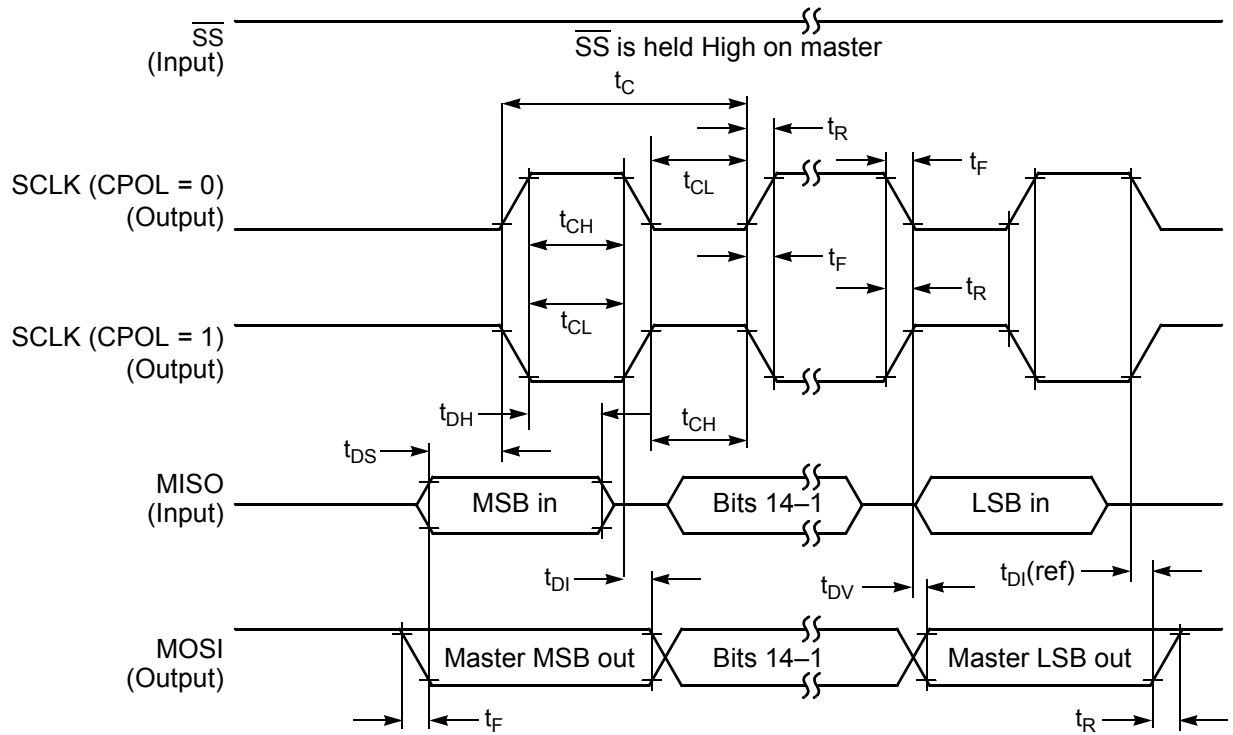 SS
(Input)
SS is held High on master
tC
tR
tF
SCLK (CPOL = 0)
(Output)
tCL
tCH
tF
tR
SCLK (CPOL = 1)
(Output)
tCL
tDH
tCH
tDS
MISO
(Input)
MSB in
Bits 14–1
LSB in
tDI
tDV
tDI(ref)
MOSI
(Output)
Master MSB out
Bits 14–1
Master LSB out
tF
tR